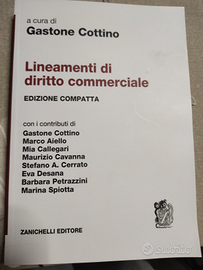 a cura di
Gastone Cottino
Lineamenti di
diritto commerciale
EDIZIONE COMPATTA
con i contributi di
Gastone Cottino
Marco Aiello
Mia Callegari
Maurizio Cavanna
Stefano A. Cerrato
Eva Desana
Barbara Petrazzini
Marina Spiotta
ZANICHELLI EDITORE
subito